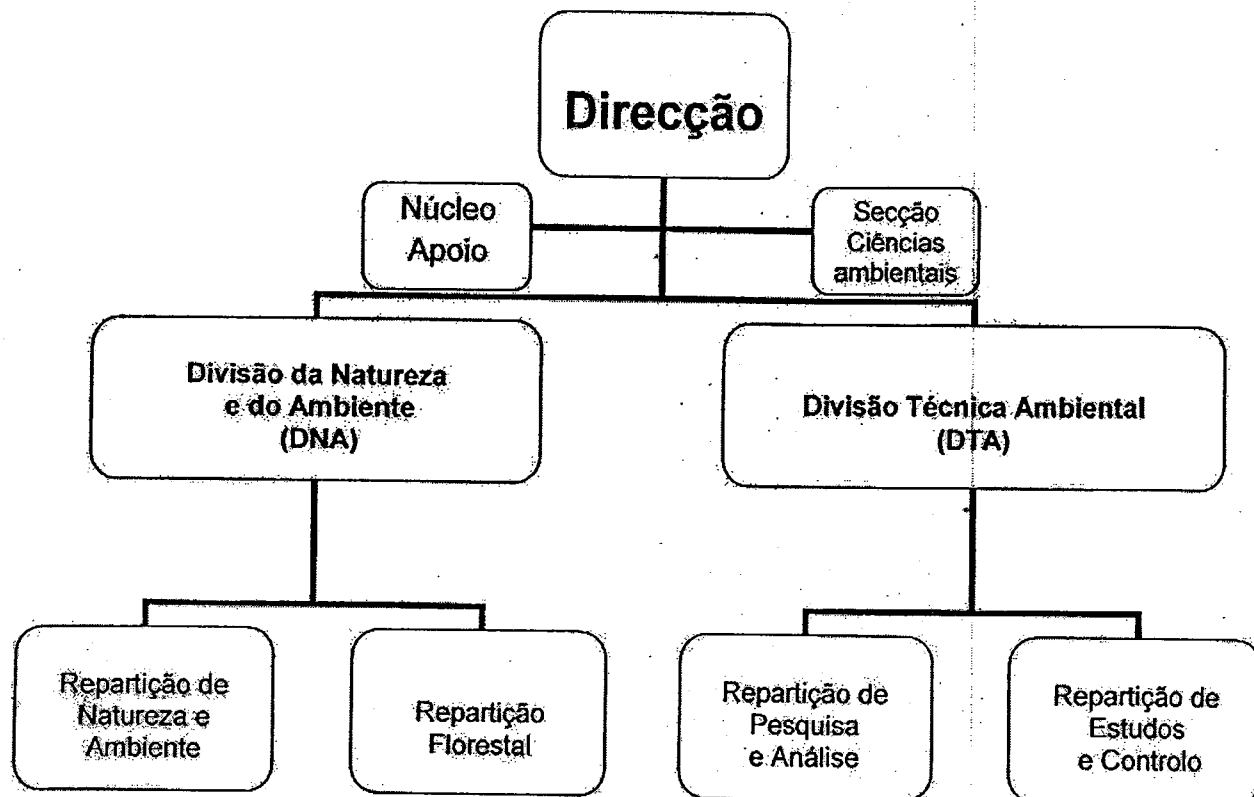 Direcção
Núcleo
Apoio
Secção
Ciências
ambientais
Divisão da Natureza
e do Ambiente
(DNA)
Divisão Técnica Ambiental
(DTA)
Repartição de
Natureza e
Ambiente
Repartição
Florestal
Repartição de
Pesquisa
e Análise
Repartição de
Estudos
e Controlo